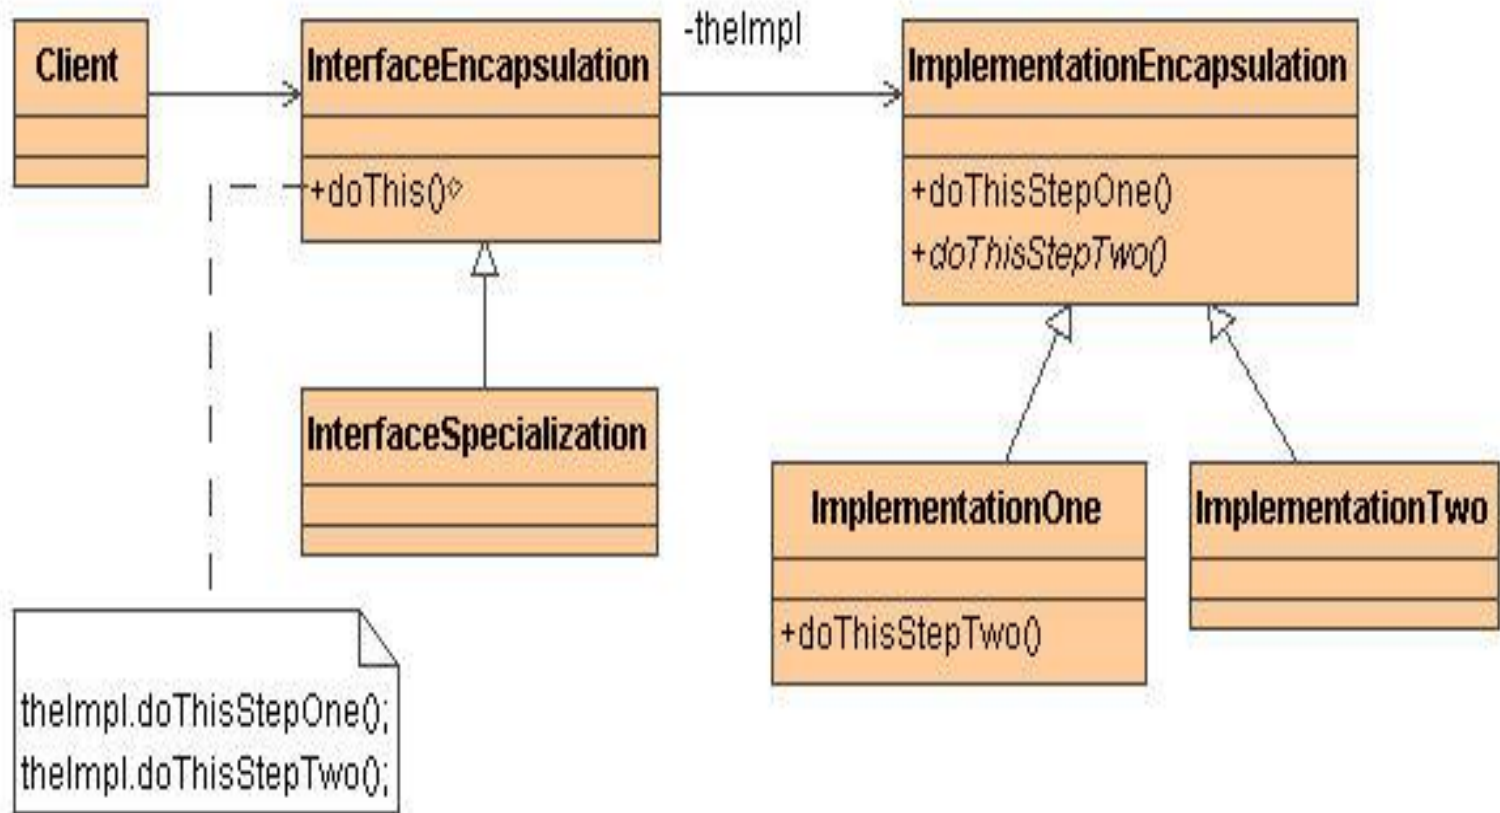 Client
InterfaceEncapsulation
+doThis()
-theImpl
ImplementationEncapsulation
+doThisStepOne()
+doThisStepTwo()
InterfaceSpecialization
ImplementationOne
+doThisStepTwo()
ImplementationTwo
theImpl.doThisStepOne();
theImpl.doThisStepTwo();